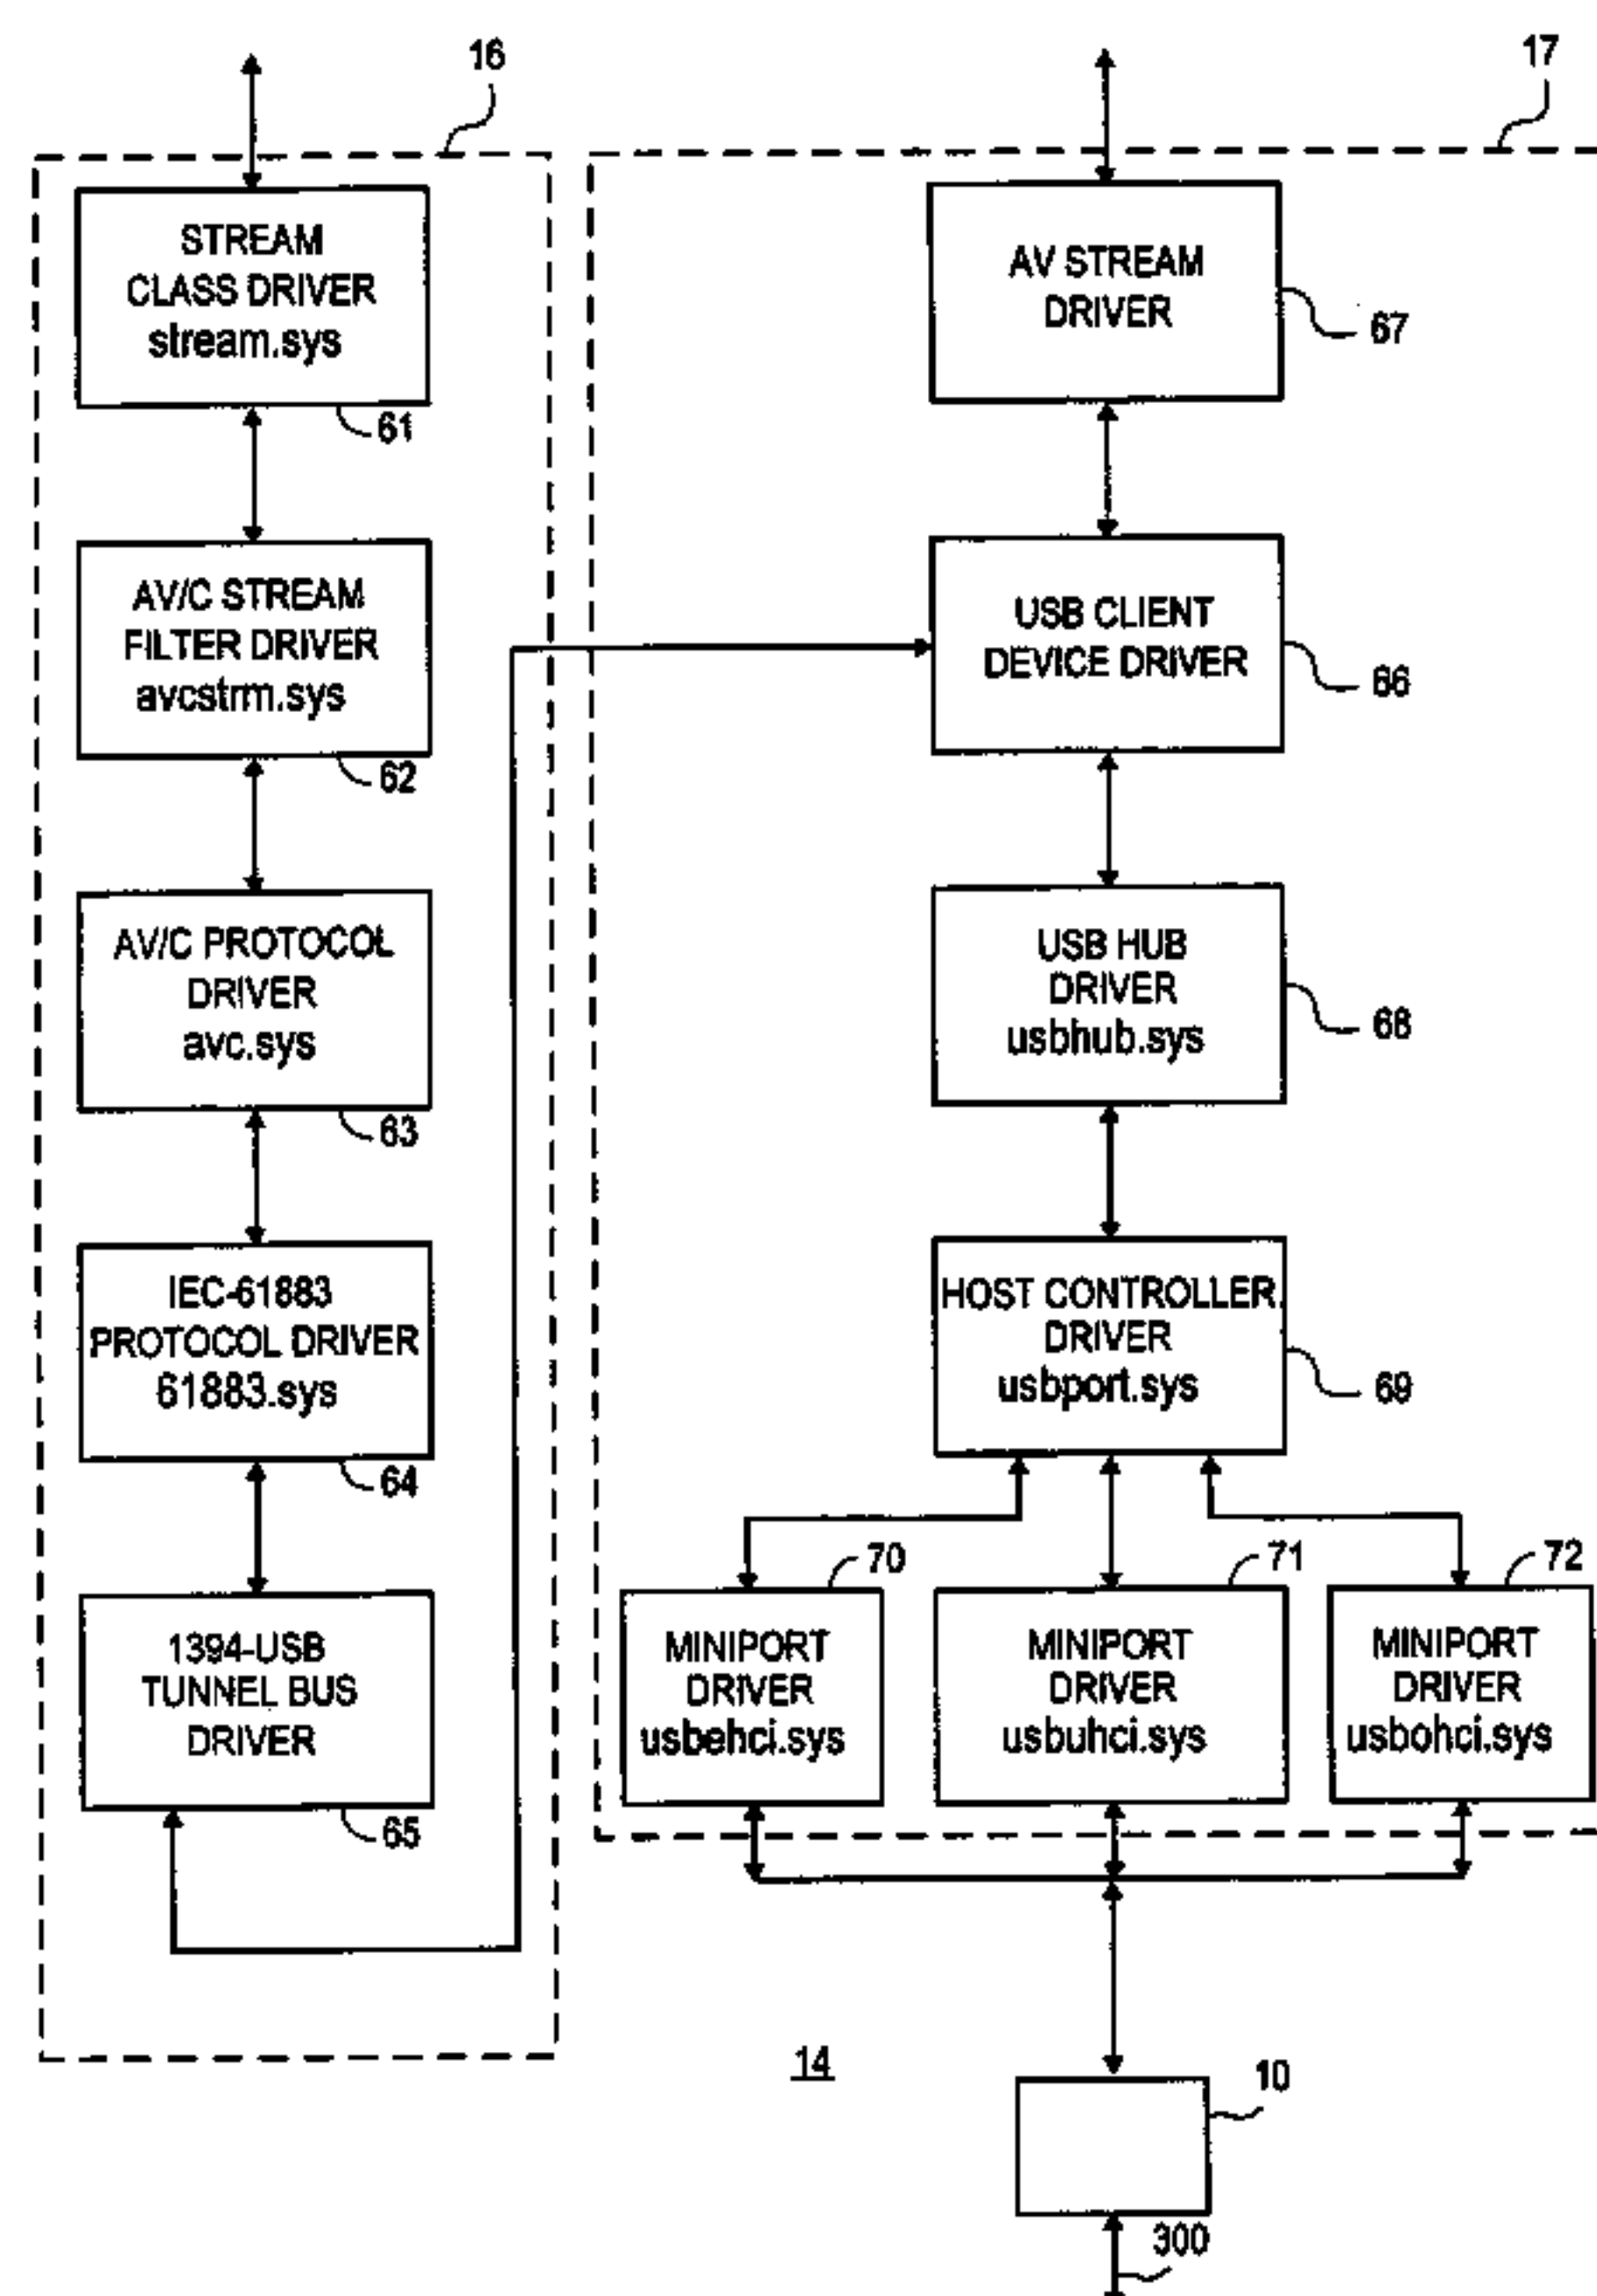 16
17
STREAM
CLASS DRIVER
stream.sys
61
AV STREAM
DRIVER
67
AV/C STREAM
FILTER DRIVER
avcstrm.sys
62
USB CLIENT
DEVICE DRIVER
66
AV/C PROTOCOL
DRIVER
avc.sys
63
USB HUB
DRIVER
usbhub.sys
68
IEC-61883
PROTOCOL DRIVER
61883.sys
64
HOST CONTROLLER
DRIVER
usbport.sys
69
1394-USB
TUNNEL BUS
DRIVER
65
70
MINIPORT
DRIVER
usbehci.sys
71
MINIPORT
DRIVER
usbuhci.sys
72
MINIPORT
DRIVER
usbohci.sys
14
10
300